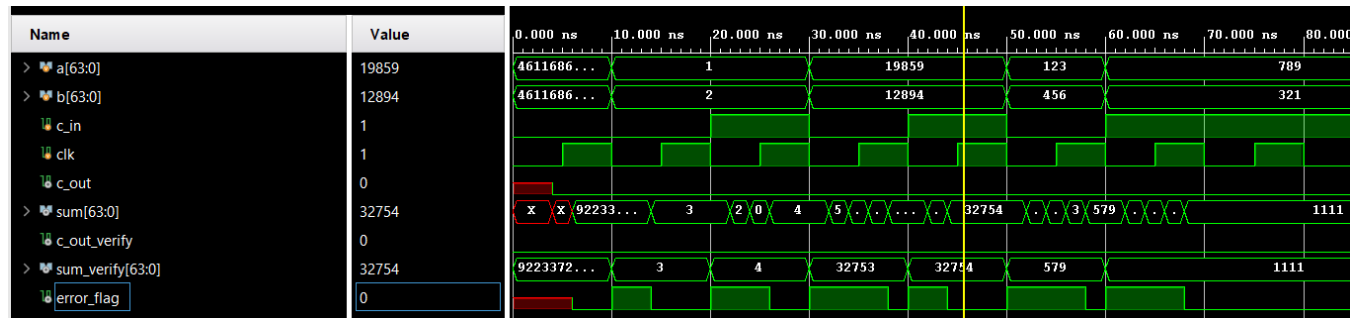 Name Value 0.000 ns 10.000 ns 20.000 ns 30.000 ns 40.000 ns 50.000 ns 60.000 ns 70.000 ns 80.000
a[63:0] 19859 4611686... 1 19859 123 789
b[63:0] 12894 4611686... 2 12894 456 321
c_in 1
clk 1
c_out 0
sum[63:0] 32754 X X 92233... 3 2 0 4 5 . . ... . 32754 . . 3 579 . . . 1111
c_out_verify 0
sum_verify[63:0] 32754 9223372... 3 4 32753 32754 579 1111
error_flag 0